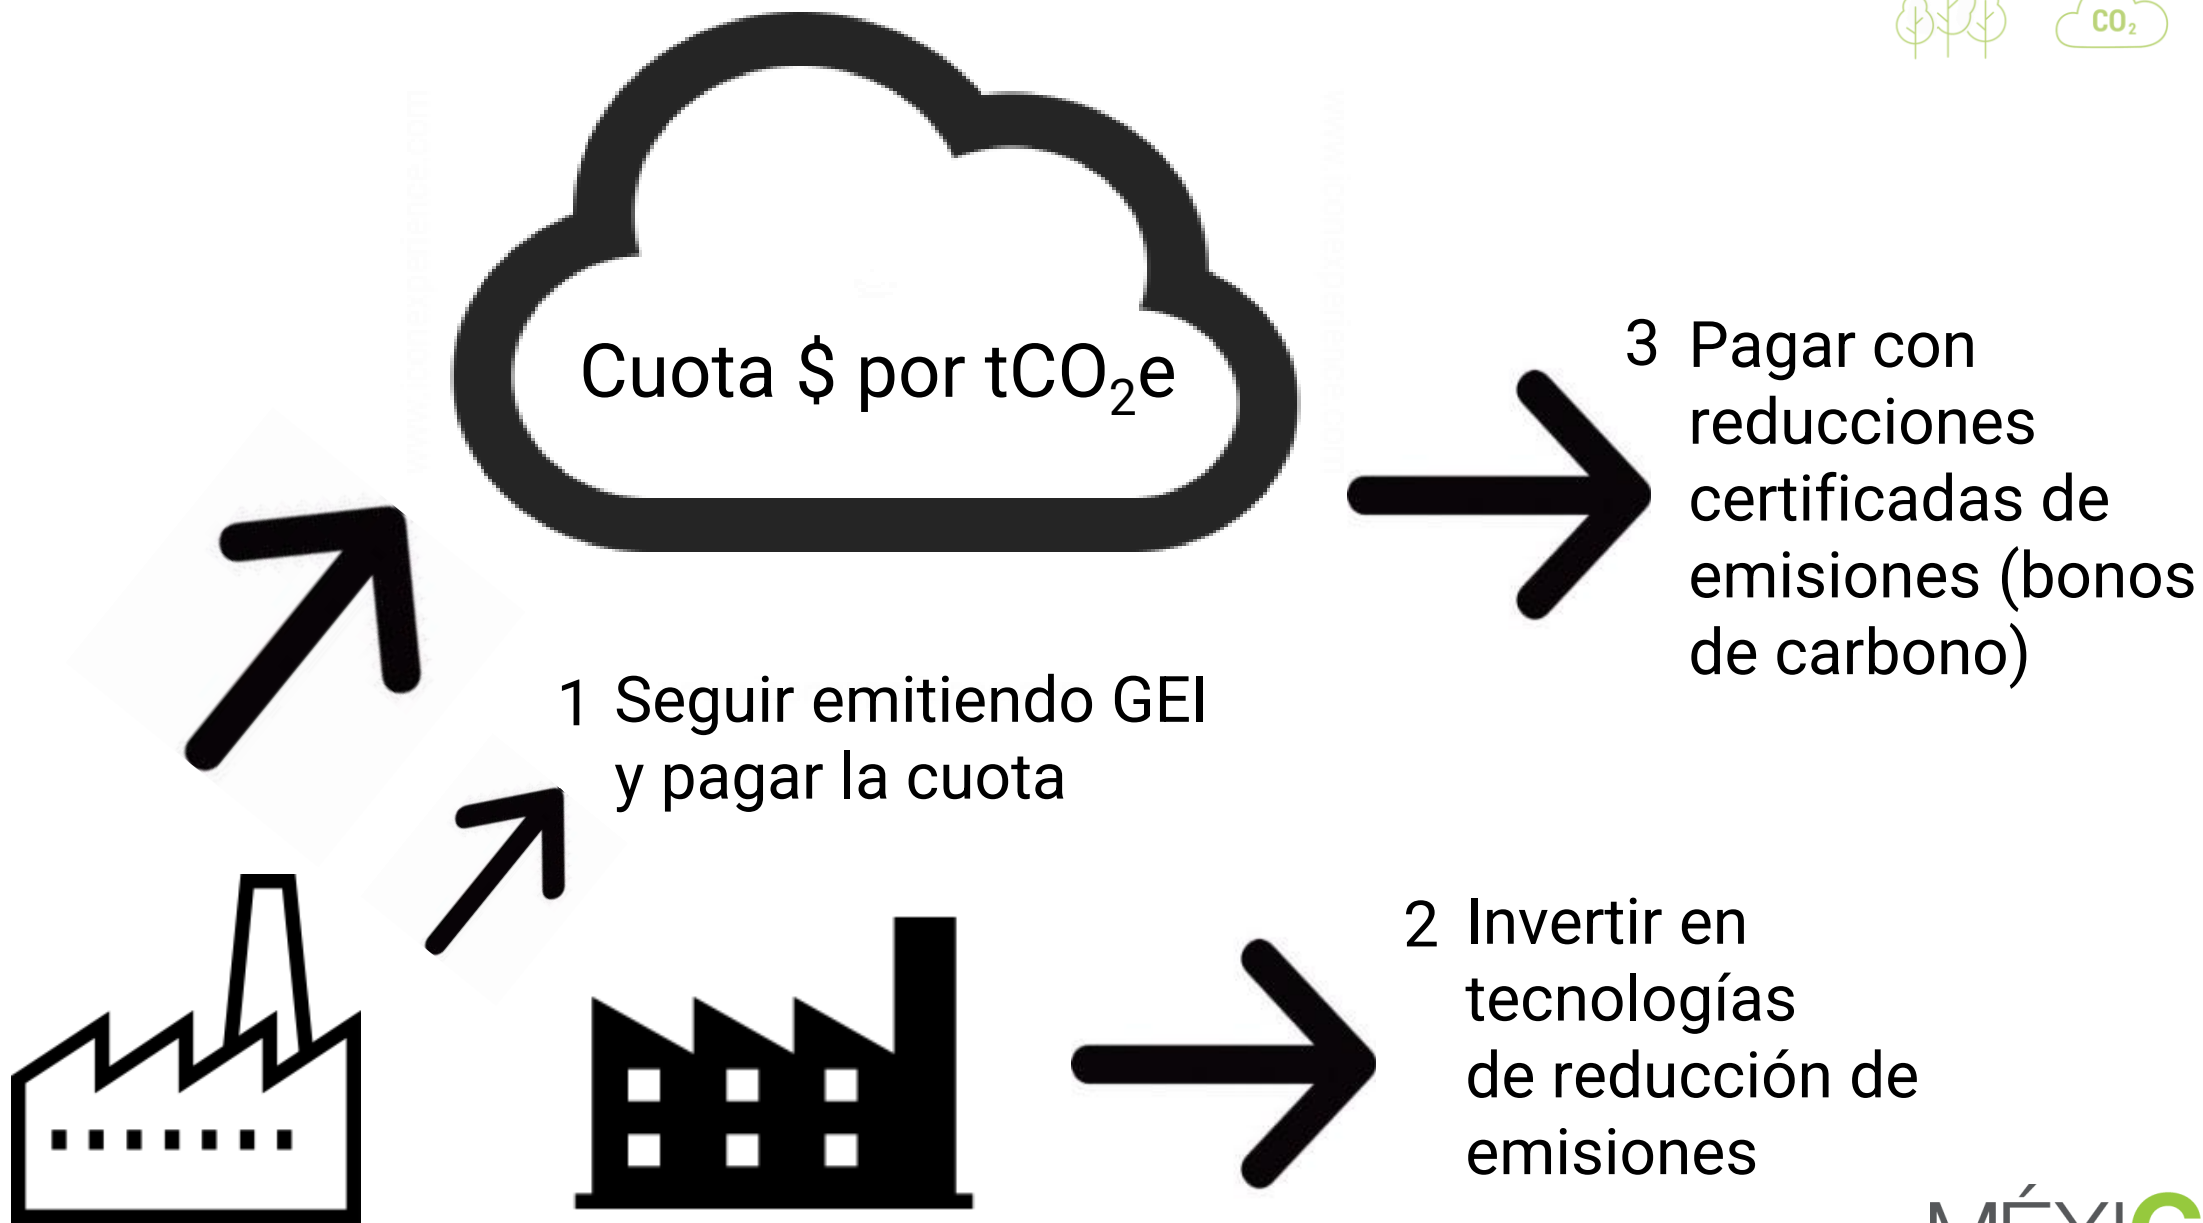 CO₂
Cuota $ por tCO₂e
3 Pagar con
reducciones
certificadas de
emisiones (bonos
de carbono)
1 Seguir emitiendo GEI
y pagar la cuota
2 Invertir en
tecnologías
de reducción de
emisiones